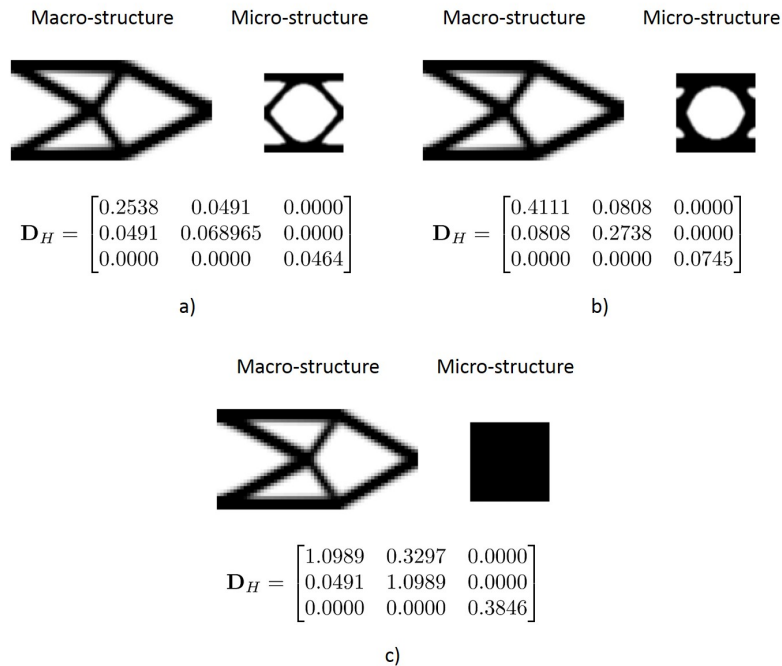 Macro-structure Micro-structure Macro-structure Micro-structure
D_H = [0.2538 0.0491 0.0000
0.0491 0.068965 0.0000
0.0000 0.0000 0.0464]
a)
D_H = [0.4111 0.0808 0.0000
0.0808 0.2738 0.0000
0.0000 0.0000 0.0745]
b)
Macro-structure Micro-structure
D_H = [1.0989 0.3297 0.0000
0.0491 1.0989 0.0000
0.0000 0.0000 0.3846]
c)